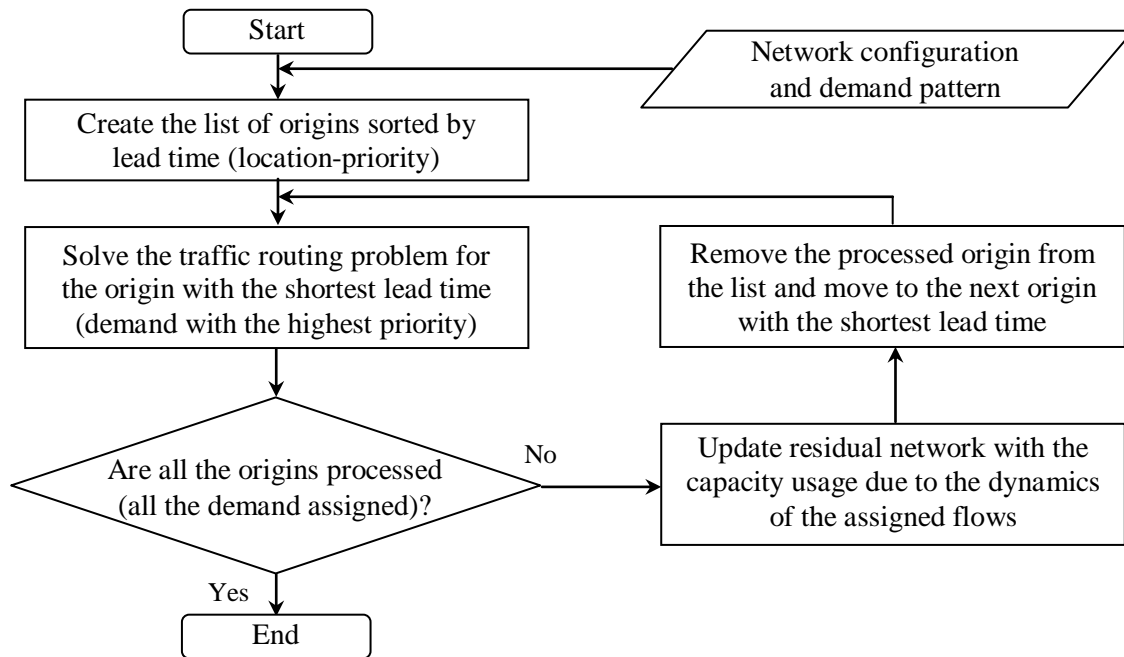 Start
Network configuration
and demand pattern
Create the list of origins sorted by
lead time (location-priority)
Solve the traffic routing problem for
the origin with the shortest lead time
(demand with the highest priority)
Remove the processed origin from
the list and move to the next origin
with the shortest lead time
Are all the origins processed
(all the demand assigned)?
No
Update residual network with the
capacity usage due to the dynamics
of the assigned flows
Yes
End